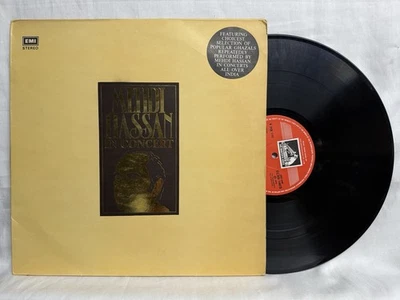 EMI
STEREO
FEATURING
CHOICEST
SELECTION OF
POPULAR GHAZALS
REPEATEDLY
PERFORMED BY
MEHDI HASSAN
IN CONCERTS
ALL OVER
INDIA
MEHDI
HASSAN
IN CONCERT